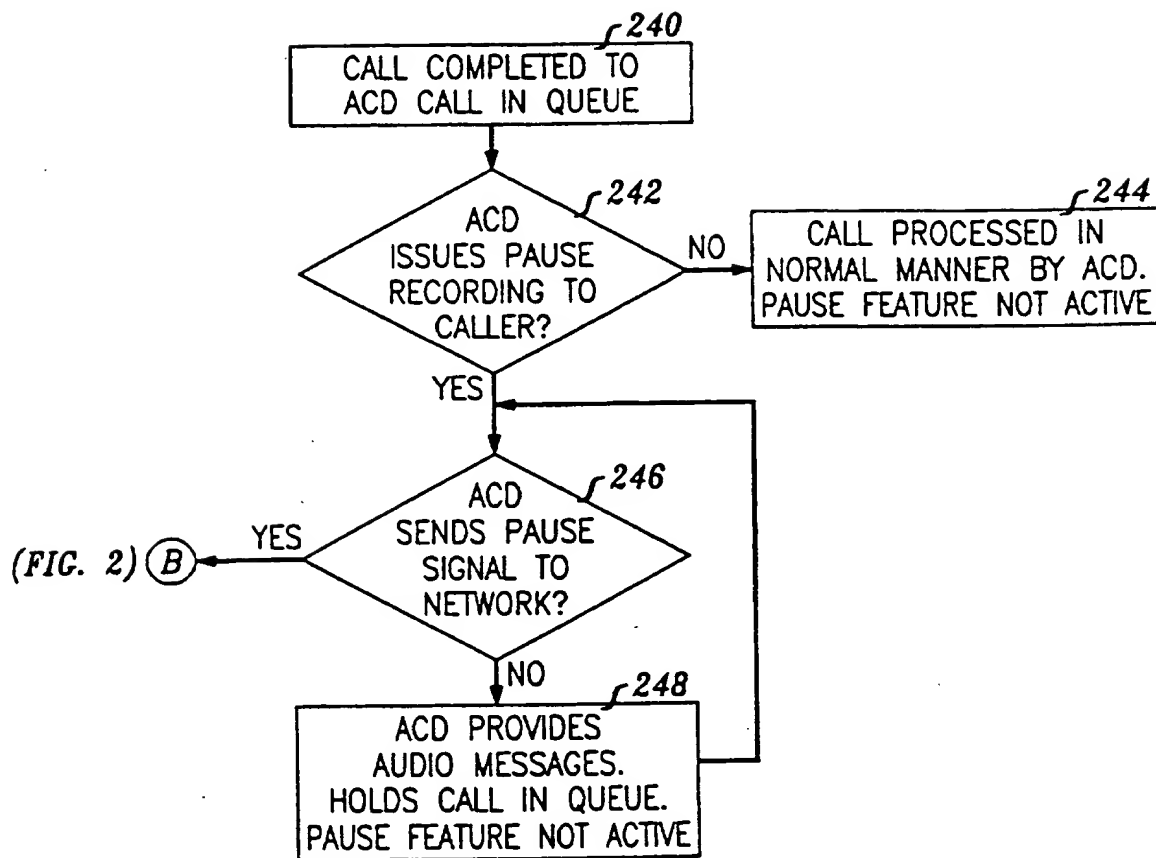 240
CALL COMPLETED TO
ACD CALL IN QUEUE
242
ACD
ISSUES PAUSE
RECORDING TO
CALLER?
NO
244
CALL PROCESSED IN
NORMAL MANNER BY ACD.
PAUSE FEATURE NOT ACTIVE
YES
246
ACD
SENDS PAUSE
SIGNAL TO
NETWORK?
YES
(FIG. 2) B
NO
248
ACD PROVIDES
AUDIO MESSAGES.
HOLDS CALL IN QUEUE.
PAUSE FEATURE NOT ACTIVE